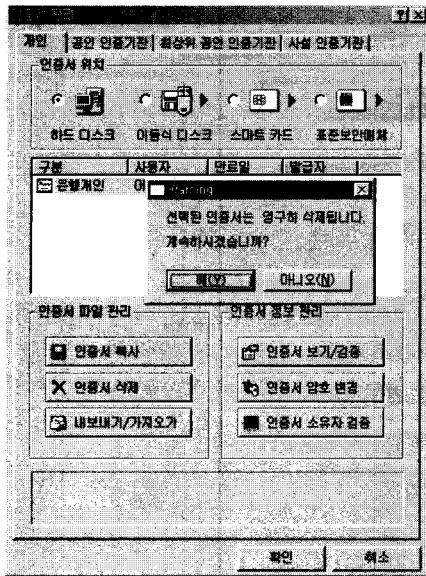 개인 공인 인증기관 최상위 공인 인증기관 사설 인증기관
인증서 위치
하드 디스크 이동식 디스크 스마트 카드 표준보안매체
구분 사용자 만료일 발급자
은행개인 이
Warning
선택된 인증서는 영구히 삭제됩니다.
계속하시겠습니까?
예(Y) 아니오(N)
인증서 파일 관리 인증서 정보 관리
인증서 복사 인증서 보기/검증
인증서 삭제 인증서 암호 변경
내보내기/가져오기 인증서 소유자 검증
확인 취소